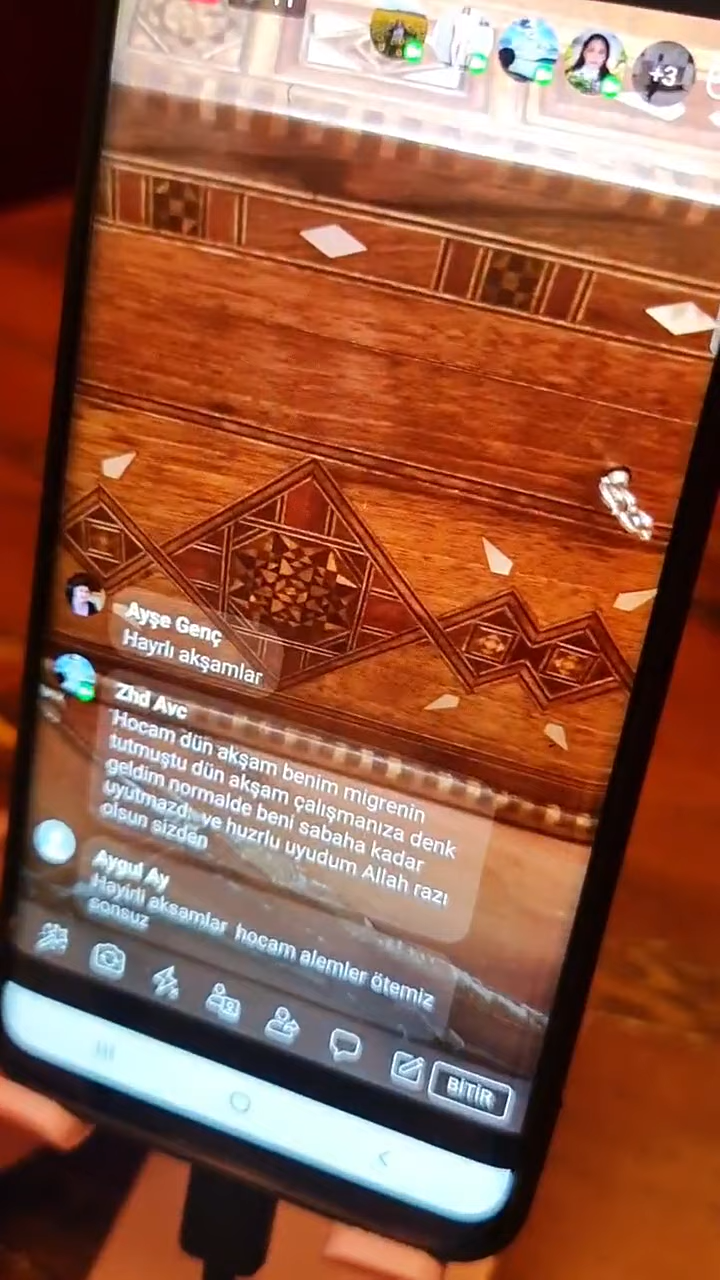 +3
Ayşe Genç
Hayrlı akşamlar
Zhd Avc
Hocam dün akşam benim migrenin
tutmuştu dün akşam çalışmanıza denk
geldim normalde beni sabaha kadar
uyutmazdı ve huzrlu uyudum Allah razı
olsun sizden
Aygul Ay
Hayirli aksamlar hocam alemler ötemiz
sonsuz
BİTİR